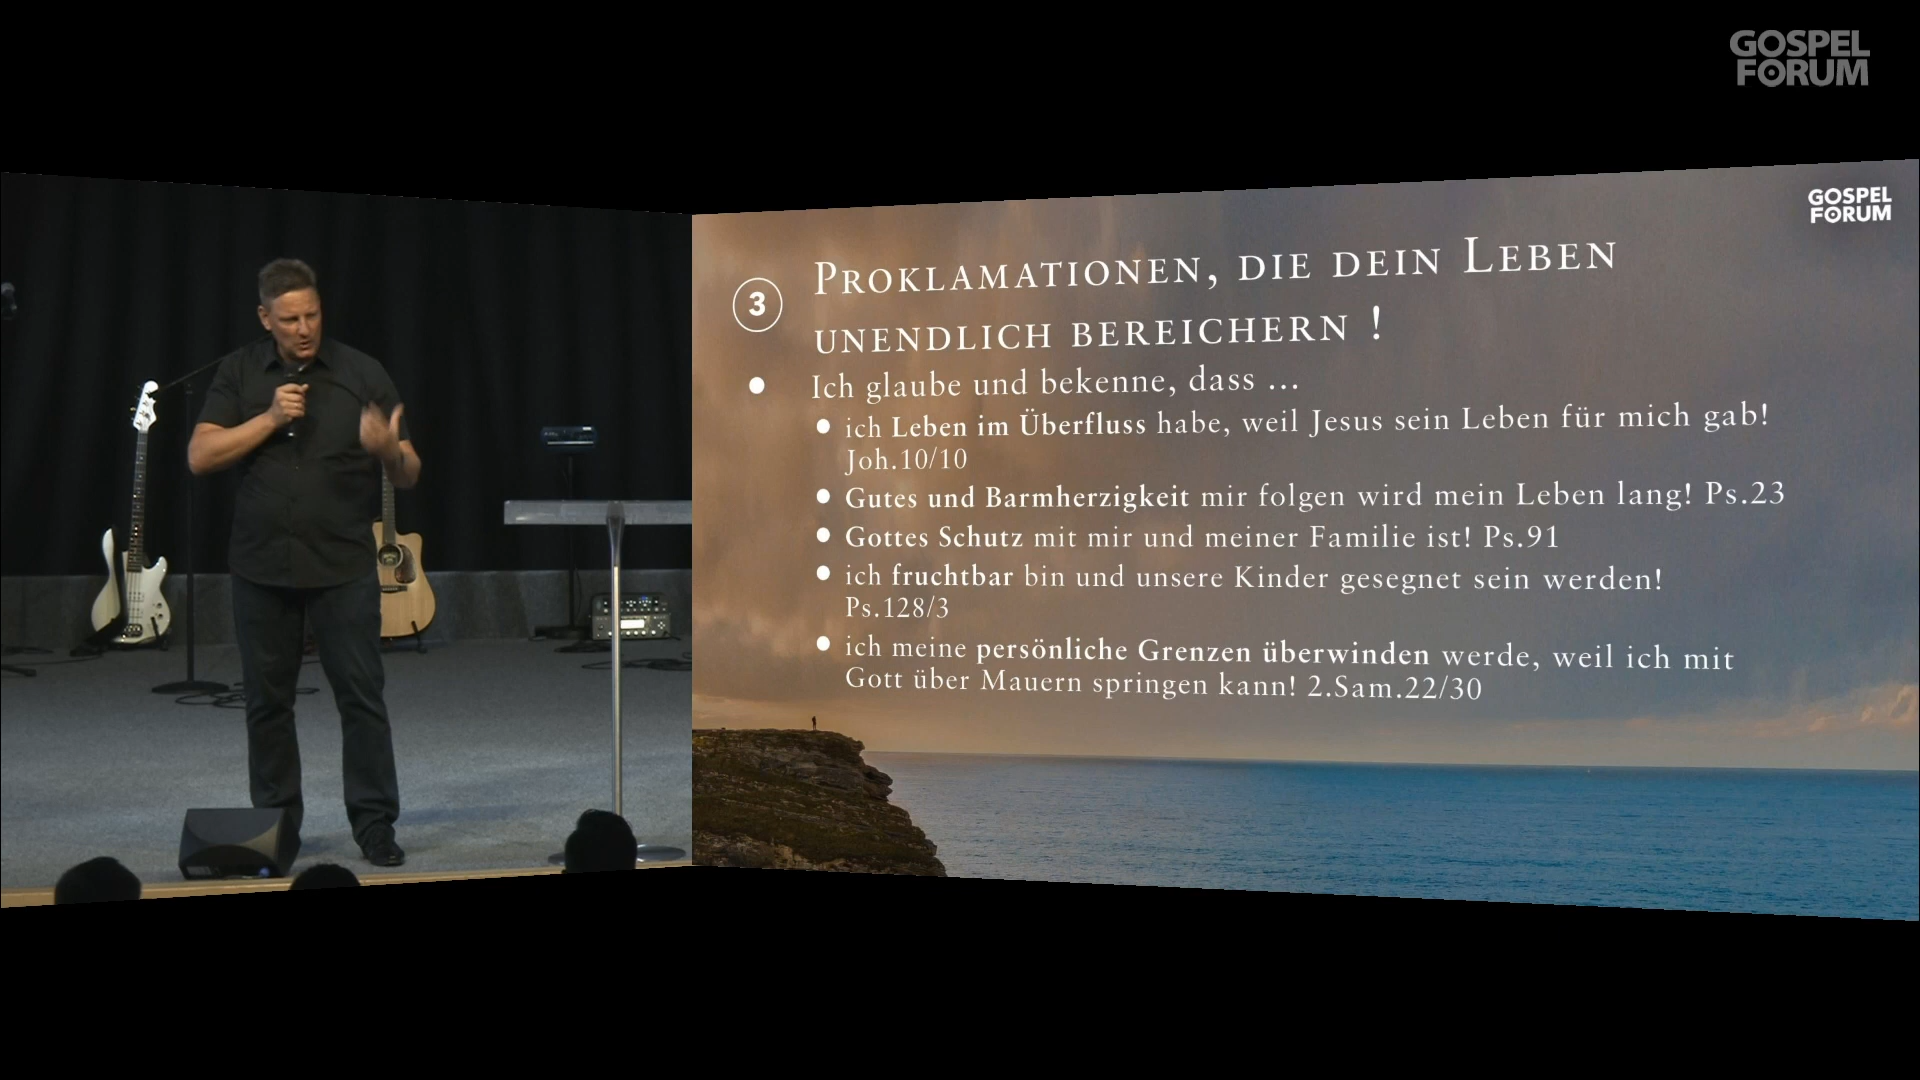 GOSPEL
FORUM
GOSPEL
FORUM
3
PROKLAMATIONEN, DIE DEIN LEBEN
UNENDLICH BEREICHERN !
● Ich glaube und bekenne, dass ...
● ich Leben im Überfluss habe, weil Jesus sein Leben für mich gab!
Joh.10/10
● Gutes und Barmherzigkeit mir folgen wird mein Leben lang! Ps.23
● Gottes Schutz mit mir und meiner Familie ist! Ps.91
● ich fruchtbar bin und unsere Kinder gesegnet sein werden!
Ps.128/3
● ich meine persönliche Grenzen überwinden werde, weil ich mit
Gott über Mauern springen kann! 2.Sam.22/30